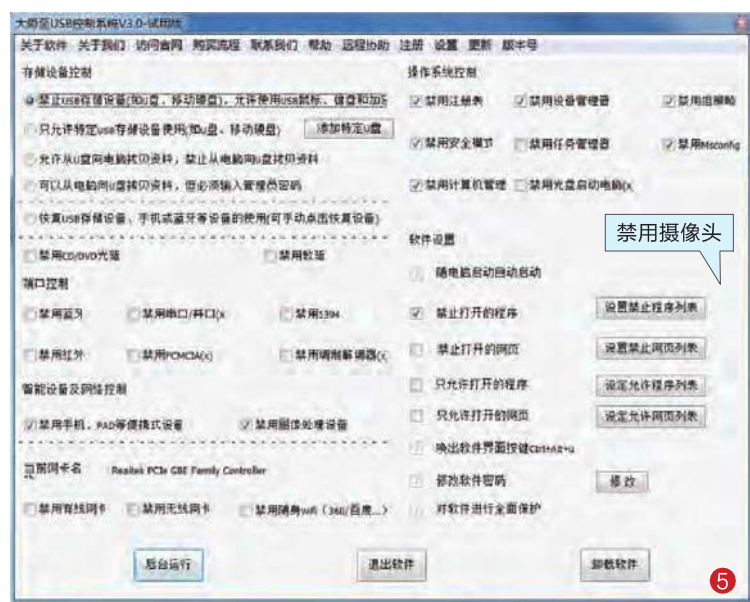 大师至USB控制系统V3.0-试用版
关于软件 关于我们 访问官网 购买流程 联系我们 帮助 远程协助 注册 设置 更新 版本号
存储设备控制
禁止USB存储设备(如U盘、移动硬盘)，允许使用USB鼠标、键盘和加密
只允许特定USB存储设备使用(如U盘、移动硬盘) 添加特定U盘
允许从U盘向电脑拷贝资料，禁止从电脑向U盘拷贝资料
可以从电脑向U盘拷贝资料，但必须输入管理员密码
恢复USB存储设备、手机或蓝牙等设备的使用(可手动点击恢复设备)
禁用CD/DVD光驱 禁用软驱
端口控制
禁用蓝牙 禁用串口/并口(x 禁用1394
禁用红外 禁用PCMCIA(x) 禁用调制解调器(x
智能设备及网络控制
禁用手机、PAD等便携式设备 禁用图像处理设备
当前网卡名 Realtek PCIe GBE Family Controller
禁用有线网卡 禁用无线网卡 禁用随身wifi（360/百度...）
操作系统控制
禁用注册表 禁用设备管理器 禁用组策略
禁用安全模式 禁用任务管理器 禁用Msconfig
禁用计算机管理 禁用光盘启动电脑(x
禁用摄像头
软件设置
随电脑启动自动启动
禁止打开的程序 设置禁止程序列表
禁止打开的网页 设置禁止网页列表
只允许打开的程序 设定允许程序列表
只允许打开的网页 设定允许网页列表
唤出软件界面按键Ctrl+Alt+U
修改软件密码 修改
对软件进行全面保护
后台运行 退出软件 卸载软件
5